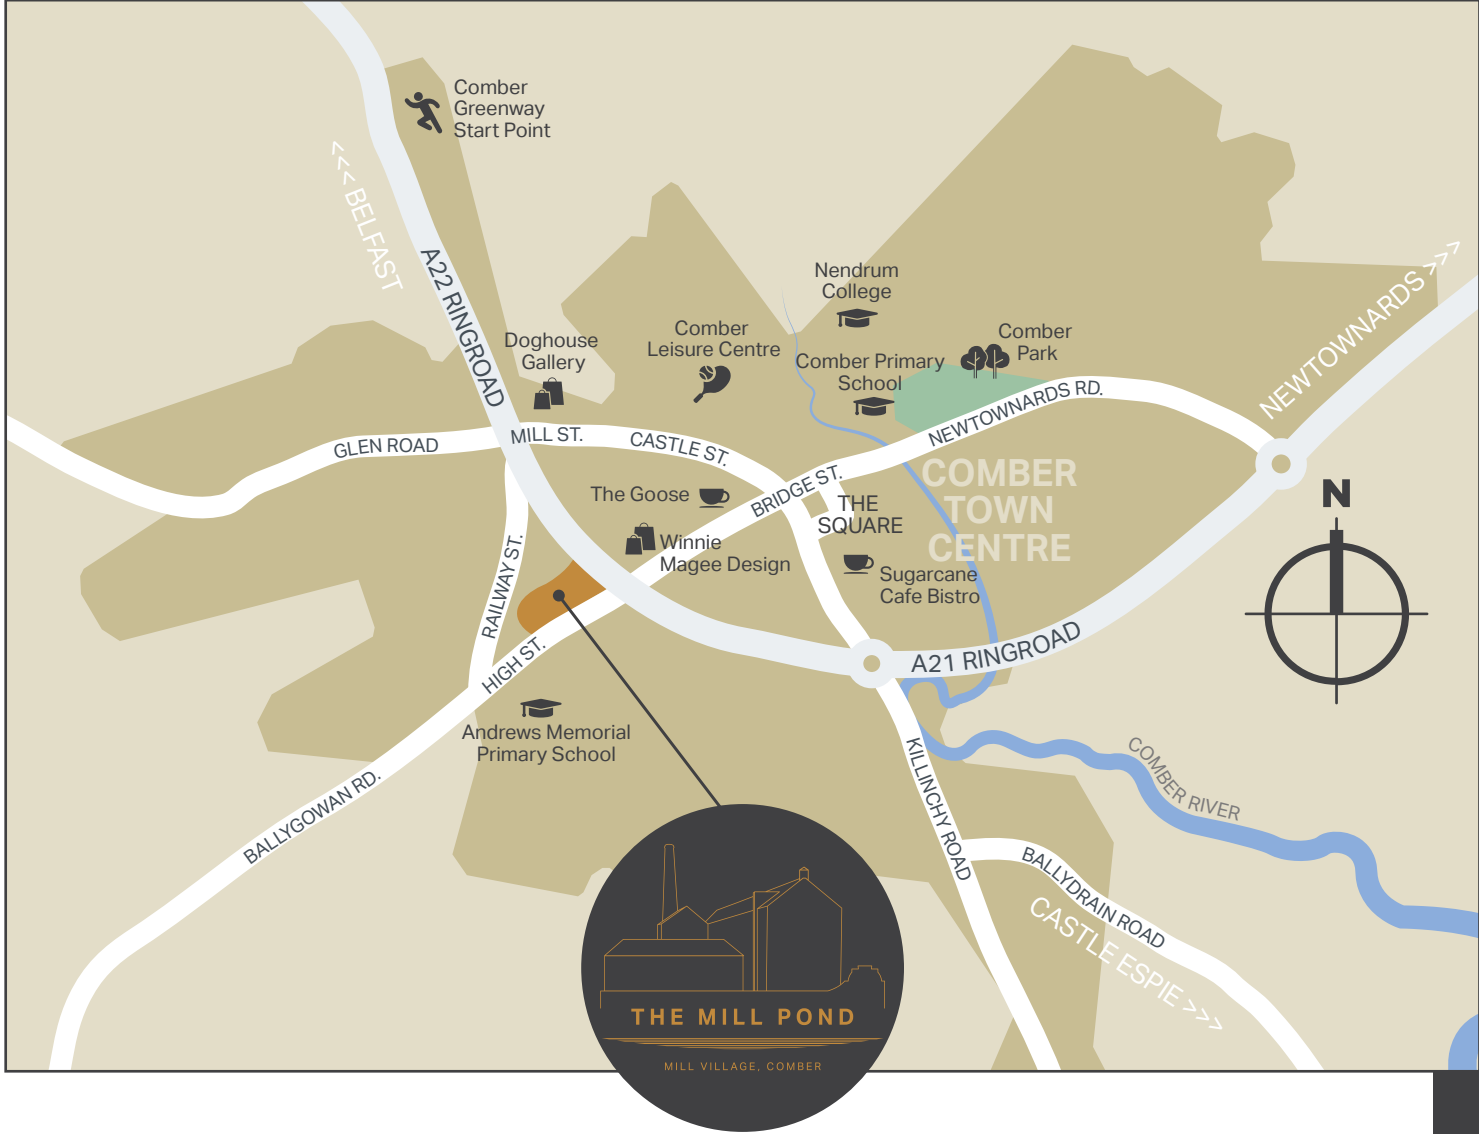 Comber
Greenway
Start Point
<<< BELFAST
A22 RINGROAD
Nendrum
College
NEWTOWNARDS >>>
Doghouse
Gallery
Comber
Leisure Centre
Comber
Park
Comber Primary
School
NEWTOWNARDS RD.
GLEN ROAD
MILL ST.
CASTLE ST.
COMBER
TOWN
CENTRE
BRIDGE ST.
The Goose
THE
SQUARE
N
Winnie
Magee Design
RAILWAY ST.
Sugarcane
Cafe Bistro
HIGH ST.
A21 RINGROAD
Andrews Memorial
Primary School
KILLINCHY ROAD
COMBER RIVER
BALLYGOWAN RD.
BALLYDRAIN ROAD
CASTLE ESPIE >>>
THE MILL POND
MILL VILLAGE, COMBER